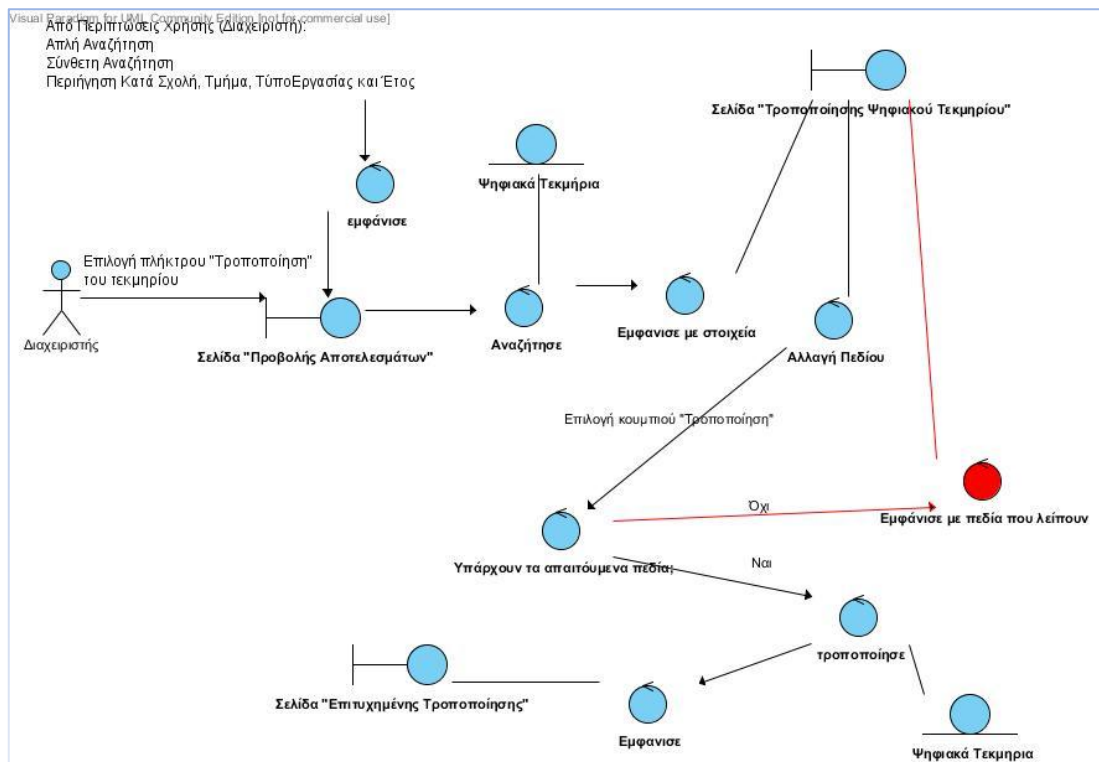 Visual Paradigm for UML Community Edition [not for commercial use]
Από Περιπτώσεις Χρήσης (Διαχειριστή):
Απλή Αναζήτηση
Σύνθετη Αναζήτηση
Περιήγηση Κατά Σχολή, Τμήμα, ΤύποΕργασίας και Έτος
Σελίδα "Τροποποίησης Ψηφιακού Τεκμηρίου"
Ψηφιακά Τεκμήρια
εμφάνισε
Επιλογή πλήκτρου "Τροποποίηση"
του τεκμηρίου
Διαχειριστής
Σελίδα "Προβολής Αποτελεσμάτων"
Αναζήτησε
Εμφανισε με στοιχεία
Αλλαγή Πεδίου
Επιλογή κουμπιού "Τροποποίηση"
Όχι
Εμφάνισε με πεδία που λείπουν
Υπάρχουν τα απαιτόυμενα πεδία;
Ναι
τροποποίησε
Σελίδα "Επιτυχημένης Τροποποίησης"
Εμφανισε
Ψηφιακά Τεκμηρια